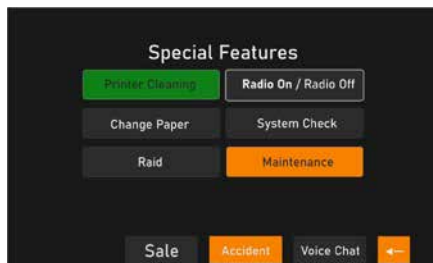 Special Features
Printer Cleaning
Radio On / Radio Off
Change Paper
System Check
Raid
Maintenance
Sale
Accident
Voice Chat